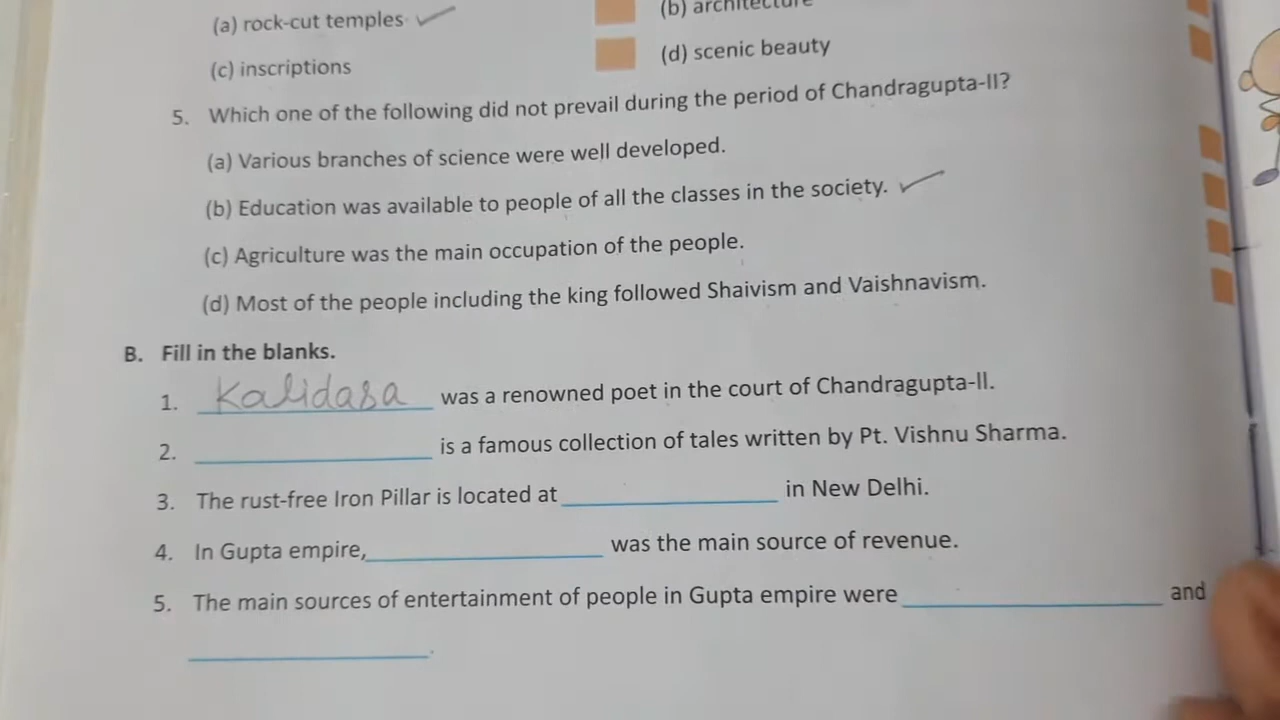 (a) rock-cut temples ✓ (b) architecture
(c) inscriptions (d) scenic beauty
5. Which one of the following did not prevail during the period of Chandragupta-II?
(a) Various branches of science were well developed.
(b) Education was available to people of all the classes in the society. ✓
(c) Agriculture was the main occupation of the people.
(d) Most of the people including the king followed Shaivism and Vaishnavism.
B. Fill in the blanks.
1. Kalidasa was a renowned poet in the court of Chandragupta-II.
2. ____________ is a famous collection of tales written by Pt. Vishnu Sharma.
3. The rust-free Iron Pillar is located at ____________ in New Delhi.
4. In Gupta empire, ____________ was the main source of revenue.
5. The main sources of entertainment of people in Gupta empire were ____________ and
____________.